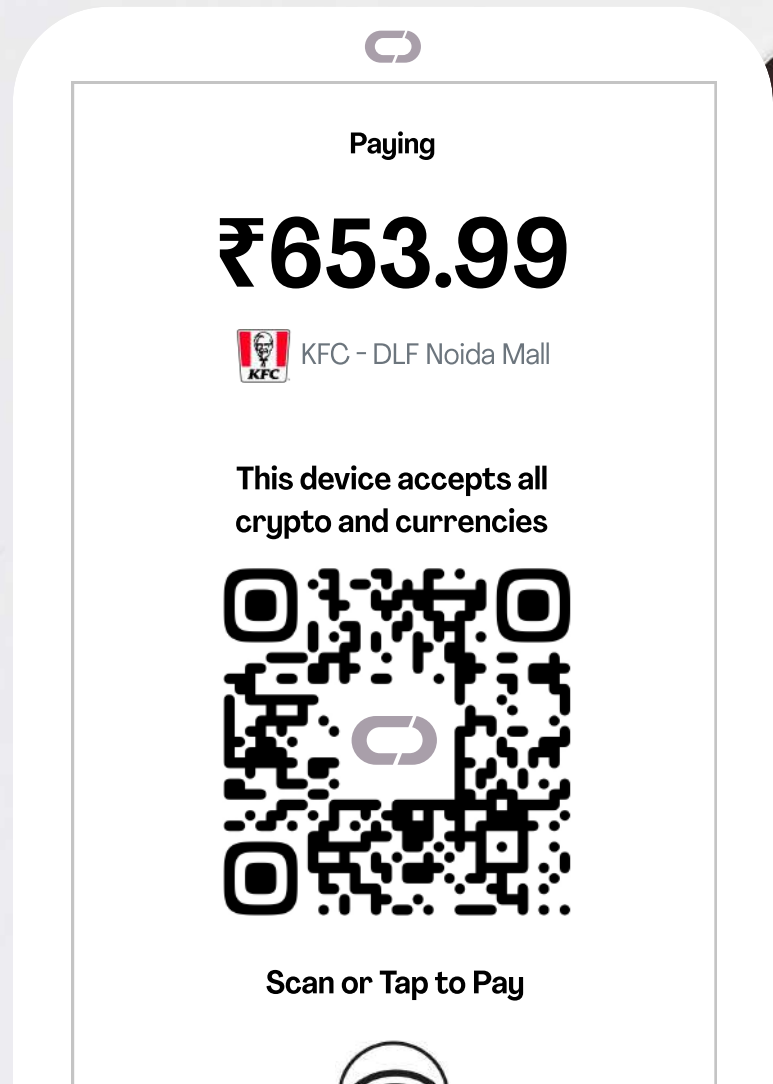 Paying
₹653.99
KFC
KFC - DLF Noida Mall
This device accepts all
crypto and currencies
Scan or Tap to Pay